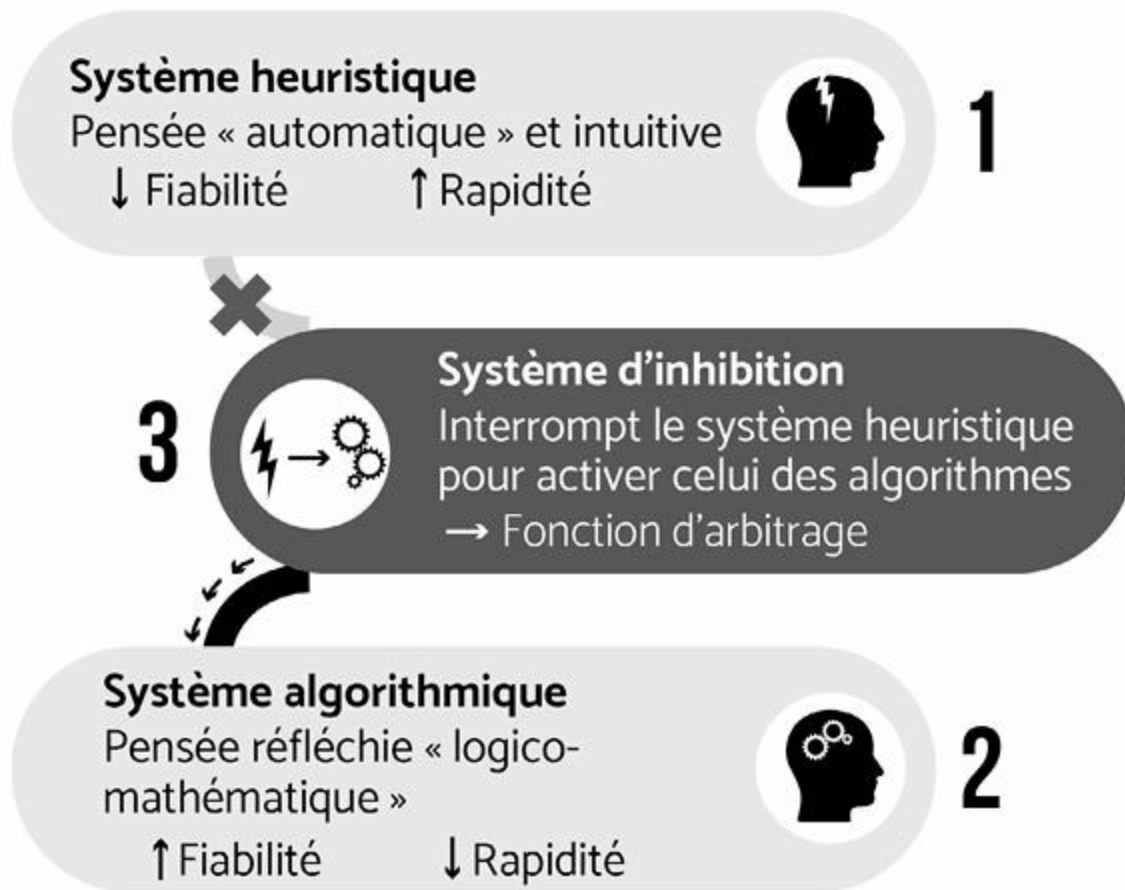 Système heuristique
Pensée « automatique » et intuitive
↓ Fiabilité ↑ Rapidité
1
3
Système d'inhibition
Interrompt le système heuristique
pour activer celui des algorithmes
→ Fonction d'arbitrage
Système algorithmique
Pensée réfléchie « logico-
mathématique »
↑ Fiabilité ↓ Rapidité
2